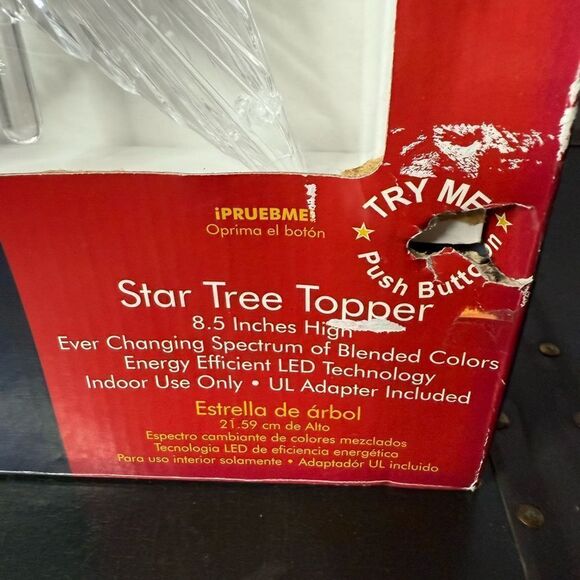 ¡PRUEBME!
Oprima el botón
TRY ME
Push Button
Star Tree Topper
8.5 Inches High
Ever Changing Spectrum of Blended Colors
Energy Efficient LED Technology
Indoor Use Only • UL Adapter Included
Estrella de árbol
21.59 cm de Alto
Espectro cambiante de colores mezclados
Tecnologia LED de eficiencia energética
Para uso interior solamente • Adaptador UL incluido